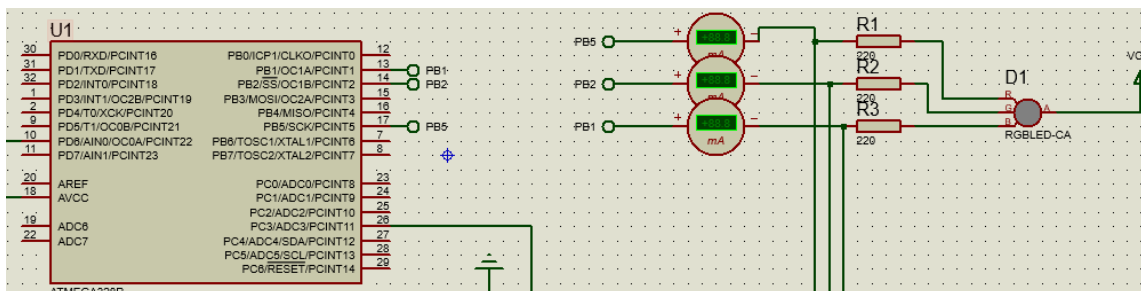 U1
30 PD0/RXD/PCINT16 PB0/ICP1/CLKO/PCINT0 12
31 PD1/TXD/PCINT17 PB1/OC1A/PCINT1 13 PB1
32 PD2/INT0/PCINT18 PB2/SS/OC1B/PCINT2 14 PB2
1 PD3/INT1/OC2B/PCINT19 PB3/MOSI/OC2A/PCINT3 15
2 PD4/T0/XCK/PCINT20 PB4/MISO/PCINT4 16
9 PD5/T1/OC0B/PCINT21 PB5/SCK/PCINT5 17 PB5
10 PD6/AIN0/OC0A/PCINT22 PB6/TOSC1/XTAL1/PCINT6 7
11 PD7/AIN1/PCINT23 PB7/TOSC2/XTAL2/PCINT7 8
20 AREF PC0/ADC0/PCINT8 23
18 AVCC PC1/ADC1/PCINT9 24
PC2/ADC2/PCINT10 25
19 ADC6 PC3/ADC3/PCINT11 26
22 ADC7 PC4/ADC4/SDA/PCINT12 27
PC5/ADC5/SCL/PCINT13 28
PC6/RESET/PCINT14 29
PB5 + − mA
PB2 + − mA
PB1 + − mA
R1
220
R2
220
R3
220
D1
R
G A
B
RGBLED-CA